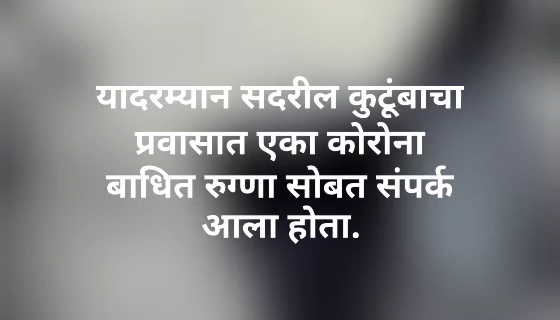 यादरम्यान सदरील कुटूंबाचा
प्रवासात एका कोरोना
बाधित रुग्णा सोबत संपर्क
आला होता.